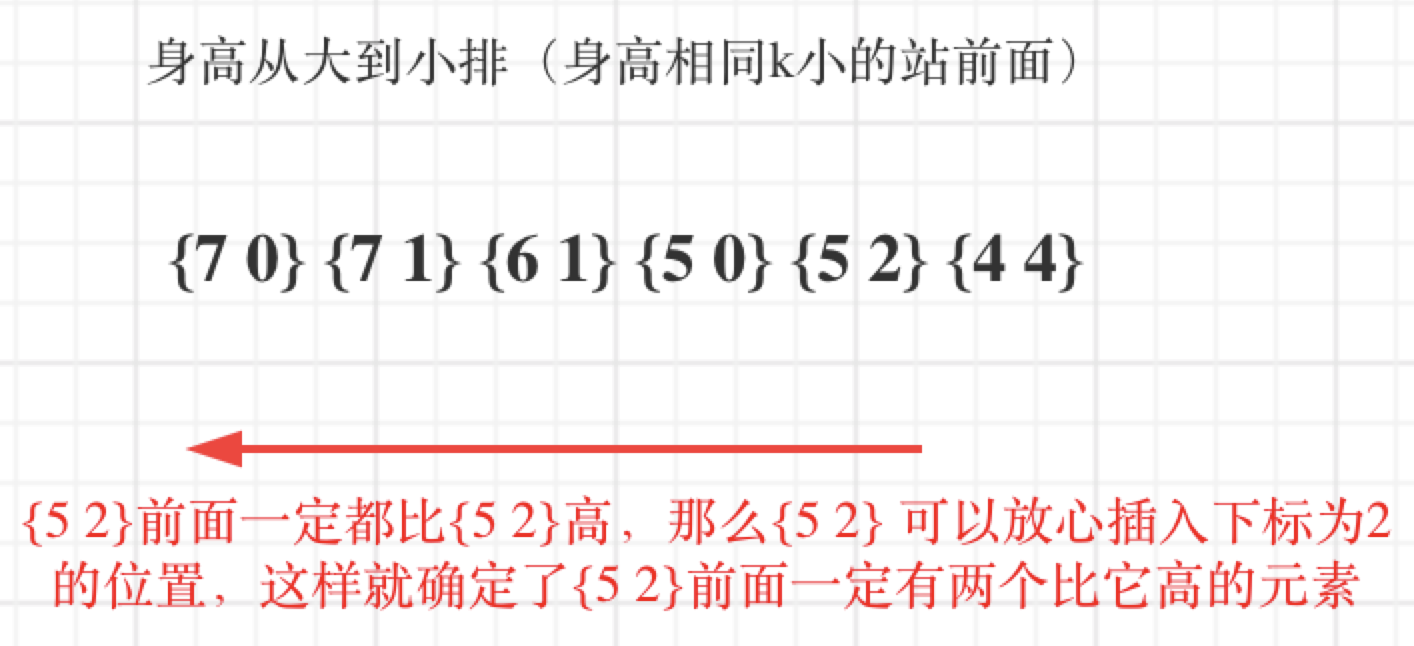 身高从大到小排（身高相同k小的站前面）
{7 0} {7 1} {6 1} {5 0} {5 2} {4 4}
{5 2}前面一定都比{5 2}高，那么{5 2} 可以放心插入下标为2
的位置，这样就确定了{5 2}前面一定有两个比它高的元素